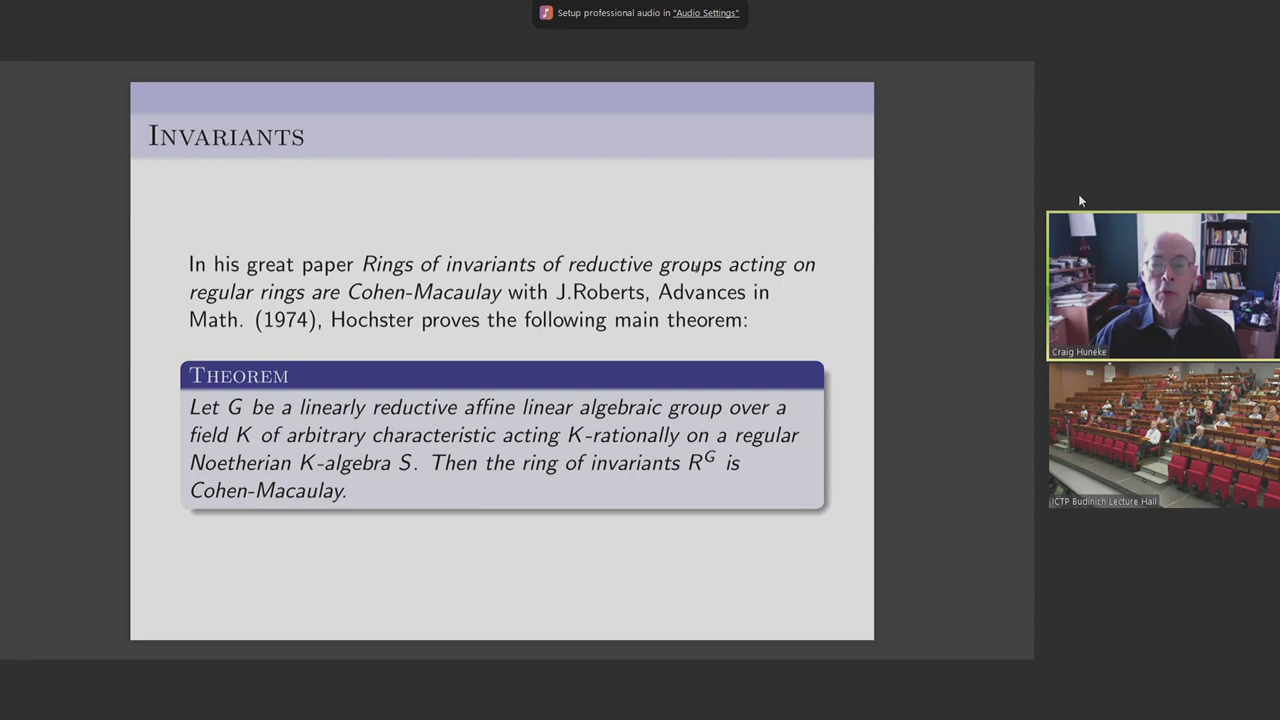 Setup professional audio in "Audio Settings"
INVARIANTS
In his great paper Rings of invariants of reductive groups acting on
regular rings are Cohen-Macaulay with J.Roberts, Advances in
Math. (1974), Hochster proves the following main theorem:
THEOREM
Let G be a linearly reductive affine linear algebraic group over a
field K of arbitrary characteristic acting K-rationally on a regular
Noetherian K-algebra S. Then the ring of invariants R^G is
Cohen-Macaulay.
Craig Huneke
ICTP Budinich Lecture Hall